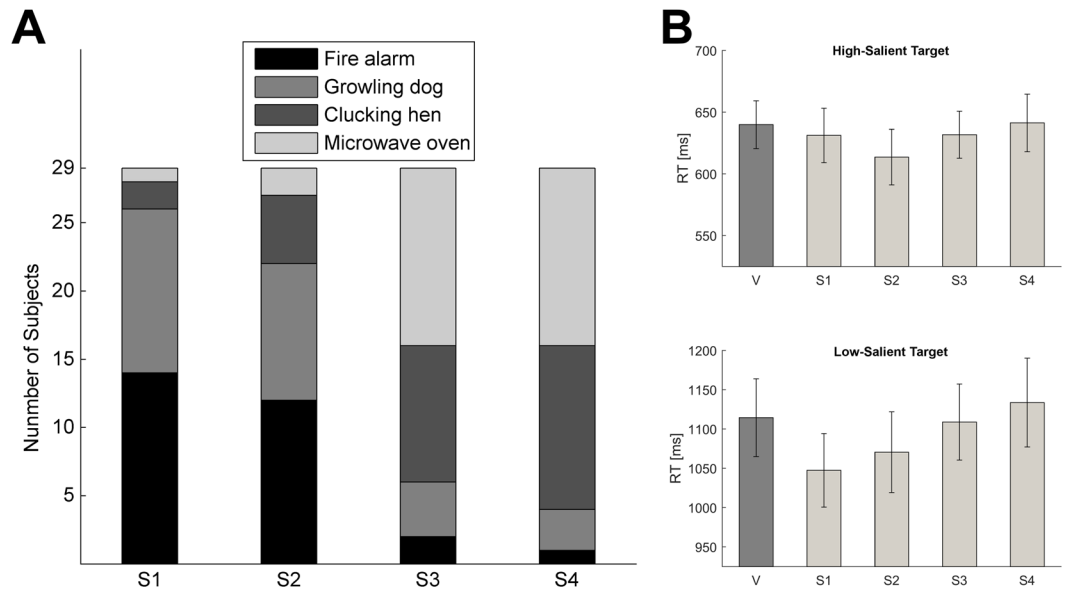 A
Fire alarm
Growling dog
Clucking hen
Microwave oven
29
25
20
15
10
5
Nunmber of Subjects
S1 S2 S3 S4
B
High-Salient Target
700
650
600
550
RT [ms]
V S1 S2 S3 S4
Low-Salient Target
1200
1150
1100
1050
1000
950
RT [ms]
V S1 S2 S3 S4